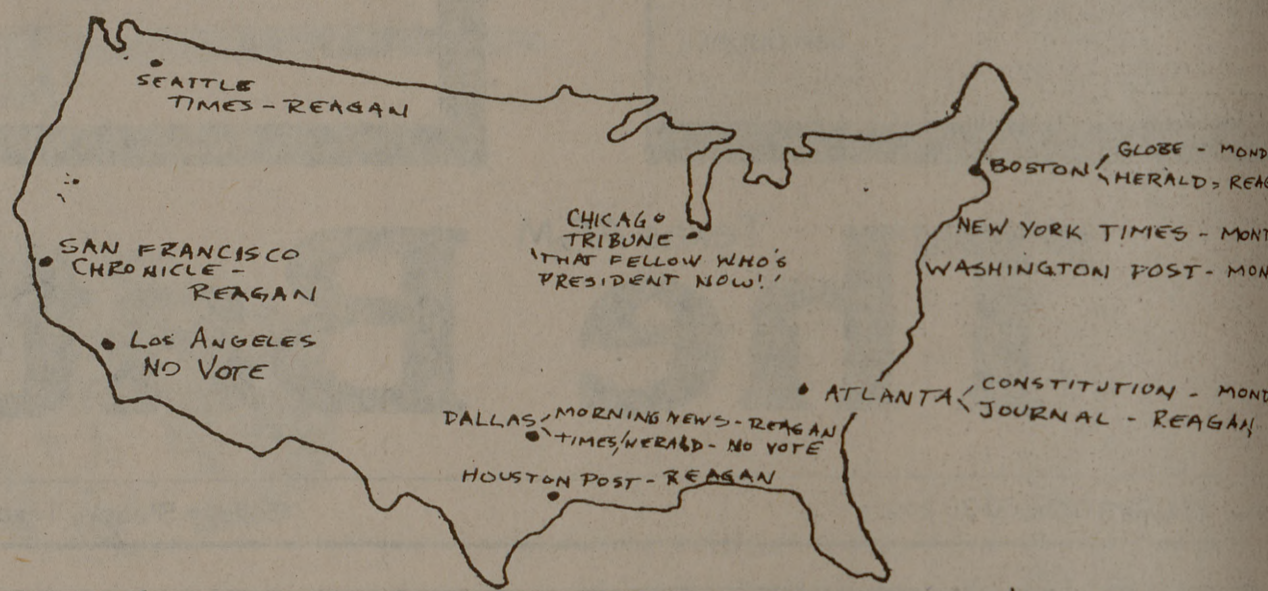 SEATTLE
TIMES - REAGAN
BOSTON
GLOBE - MOND
HERALD - REAG
CHICAGO
TRIBUNE
'THAT FELLOW WHO'S
PRESIDENT NOW!'
NEW YORK TIMES - MOND
WASHINGTON POST - MON
SAN FRANCISCO
CHRONICLE -
REAGAN
LOS ANGELES
NO VOTE
ATLANTA
CONSTITUTION - MOND
JOURNAL - REAGAN
DALLAS
MORNING NEWS - REAGAN
TIMES/HERALD - NO VOTE
HOUSTON POST - REAGAN